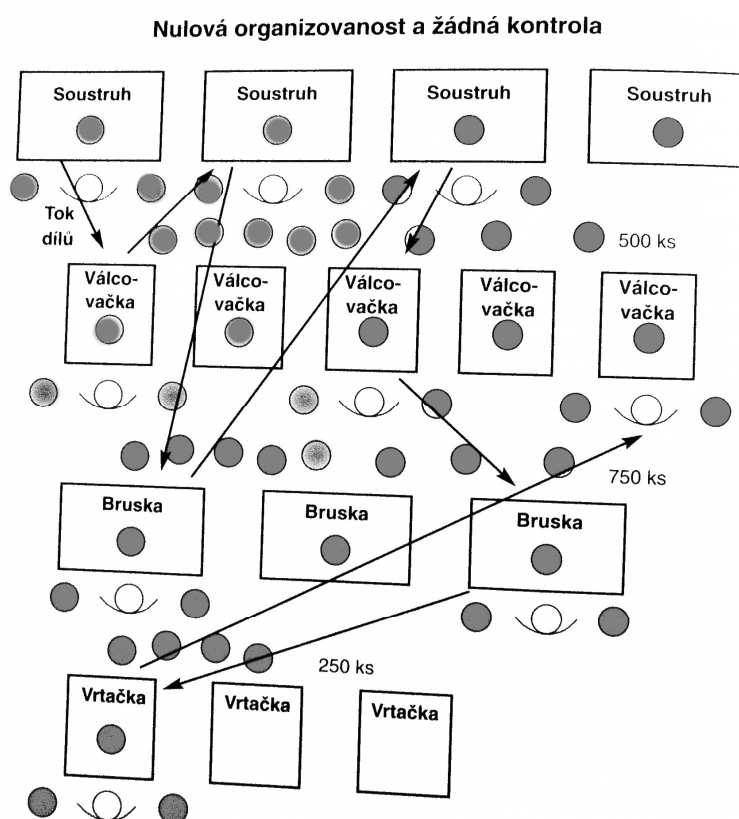 Nulová organizovanost a žádná kontrola
Soustruh
Soustruh
Soustruh
Soustruh
Tok
dílů
500 ks
Válco-
vačka
Válco-
vačka
Válco-
vačka
Válco-
vačka
Válco-
vačka
750 ks
Bruska
Bruska
Bruska
250 ks
Vrtačka
Vrtačka
Vrtačka